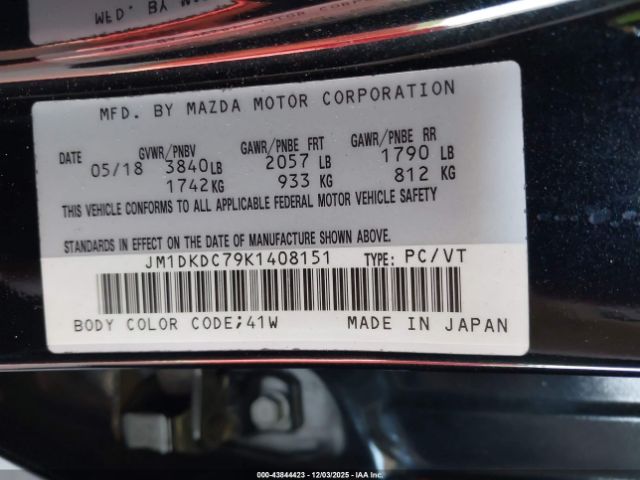 MFD. BY
MFD. BY MAZDA MOTOR CORPORATION
DATE GVWR/PNBV GAWR/PNBE FRT GAWR/PNBE RR
05/18 3840LB 2057 LB 1790 LB
1742KG 933 KG 812 KG
THIS VEHICLE CONFORMS TO ALL APPLICABLE FEDERAL MOTOR VEHICLE SAFETY
STANDARDS IN EFFECT ON THE DATE OF MANUFACTURE SHOWN ABOVE.
JM1DKDC79K1408151 TYPE: PC/VT
BODY COLOR CODE;41W MADE IN JAPAN
000-43844423 | 12/03/2025 - IAA Inc.